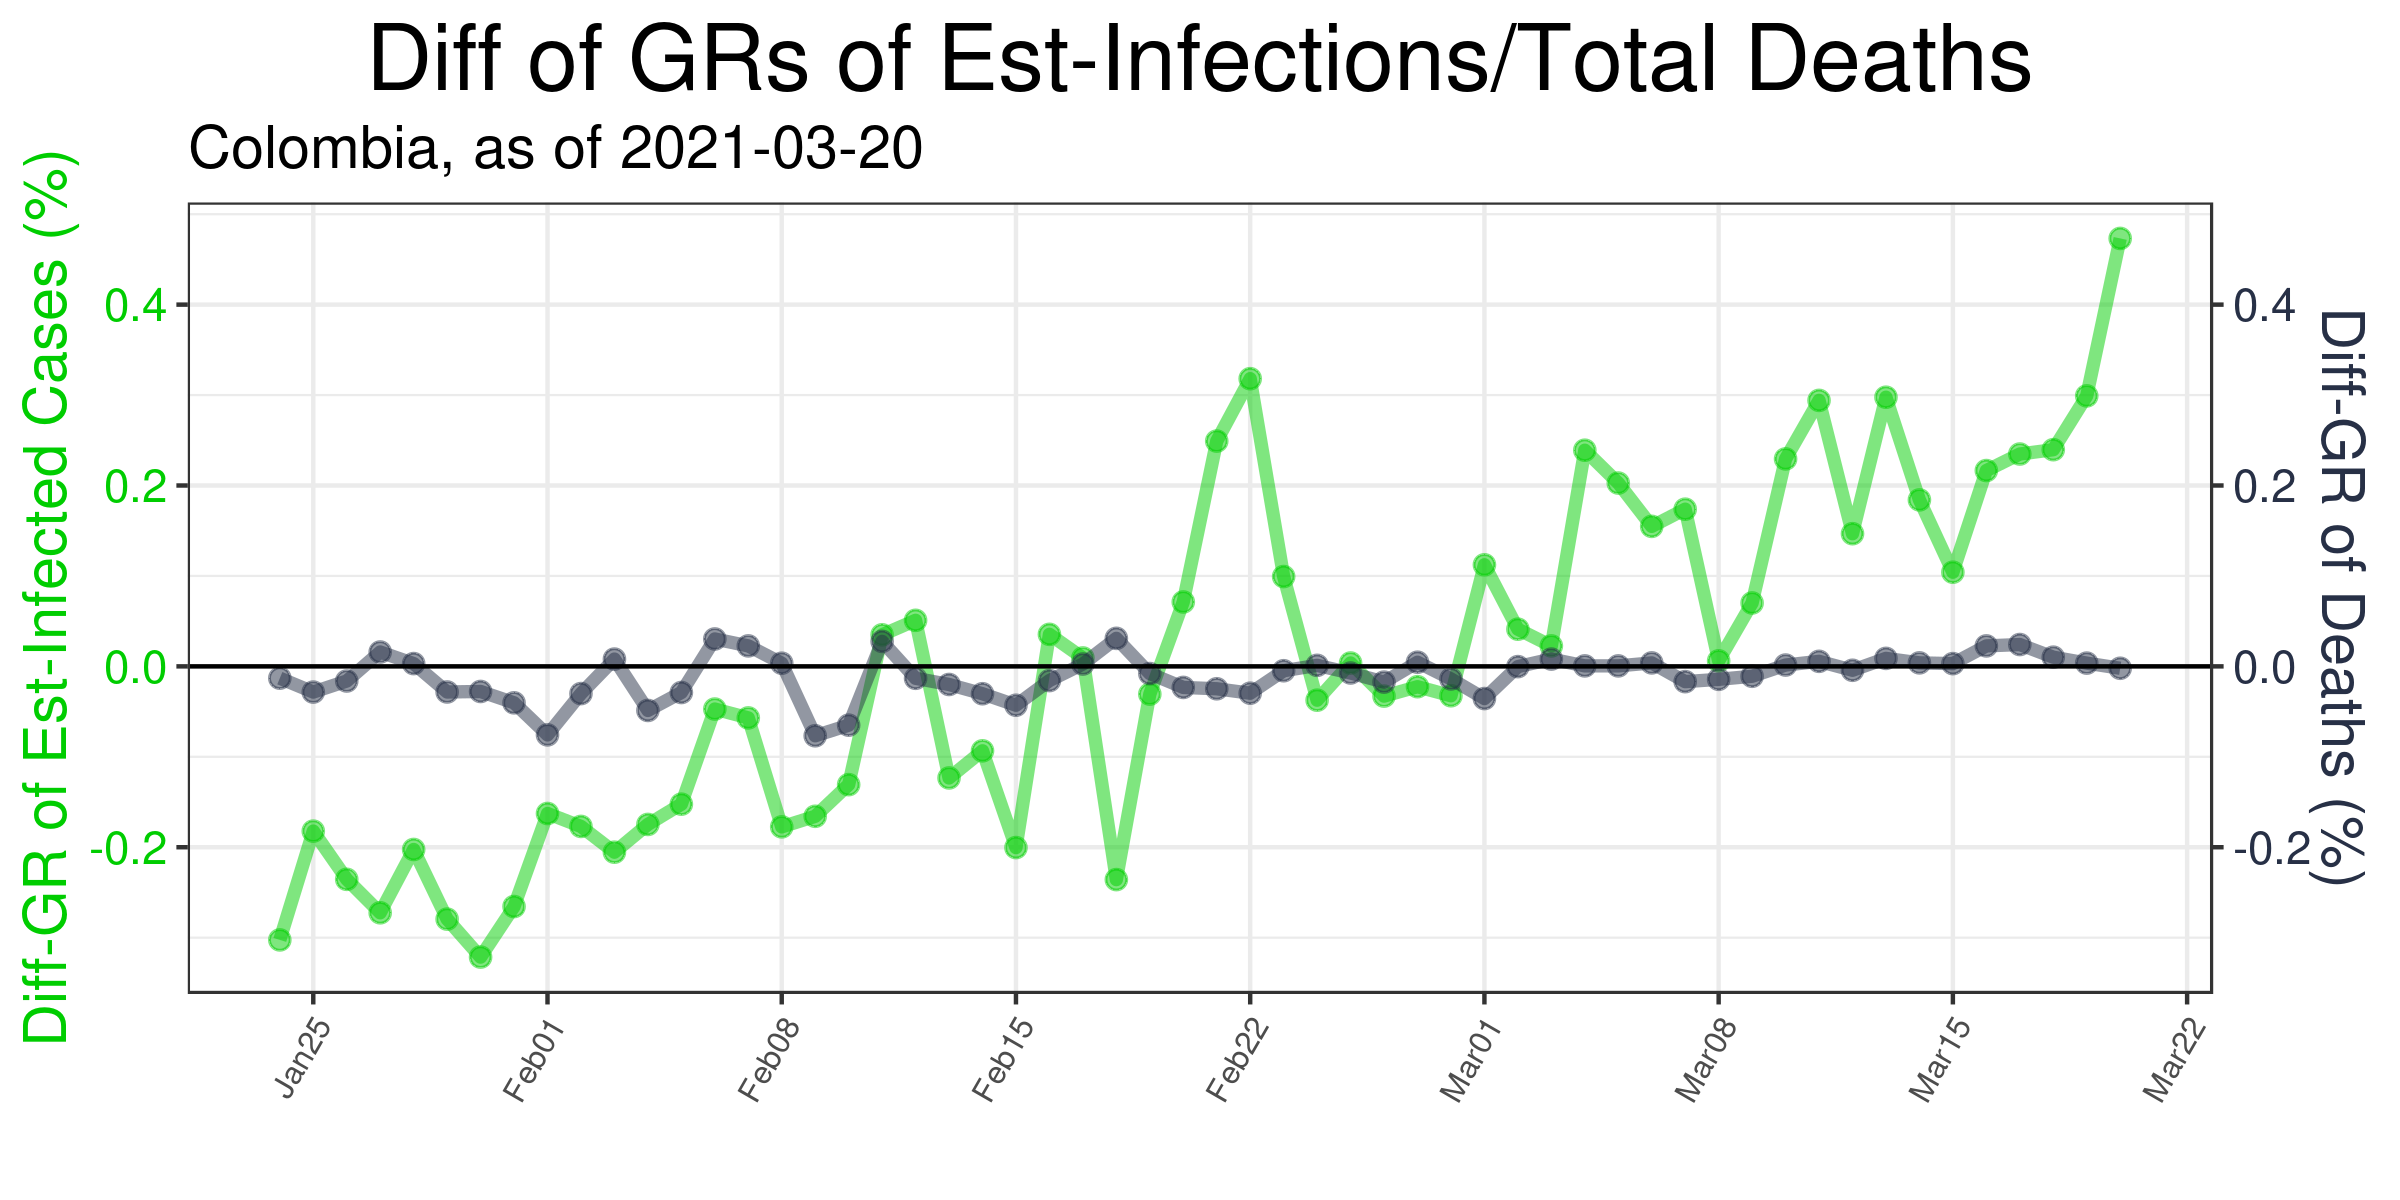 Diff of GRs of Est-Infections/Total Deaths
Colombia, as of 2021-03-20
Diff-GR of Est-Infected Cases (%)
0.4
0.2
0.0
-0.2
0.4
0.2
0.0
-0.2
Diff-GR of Deaths (%)
Jan25
Feb01
Feb08
Feb15
Feb22
Mar01
Mar08
Mar15
Mar22